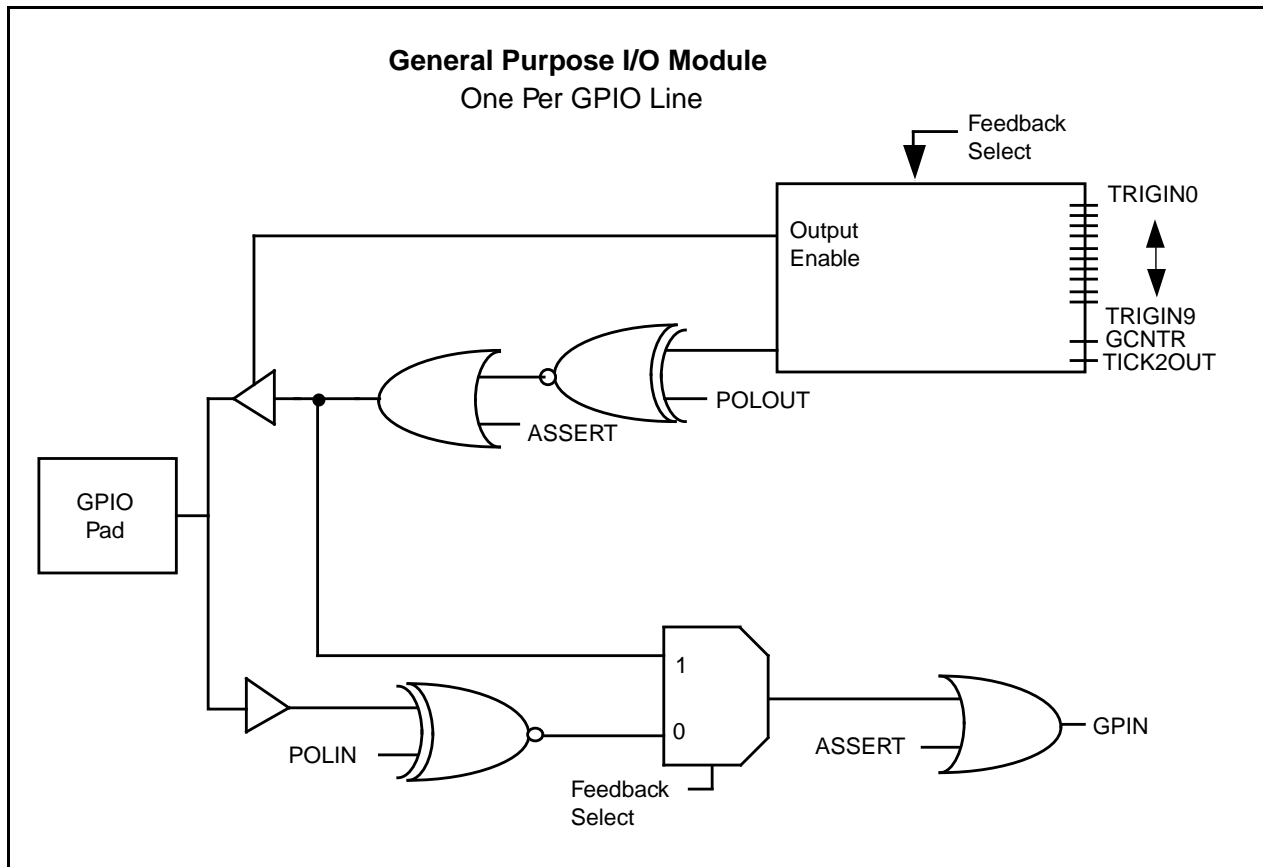 General Purpose I/O Module
One Per GPIO Line
Feedback
Select
TRIGIN0
Output
Enable
TRIGIN9
GCNTR
TICK2OUT
POLOUT
ASSERT
GPIO
Pad
1
0
POLIN
ASSERT
GPIN
Feedback
Select